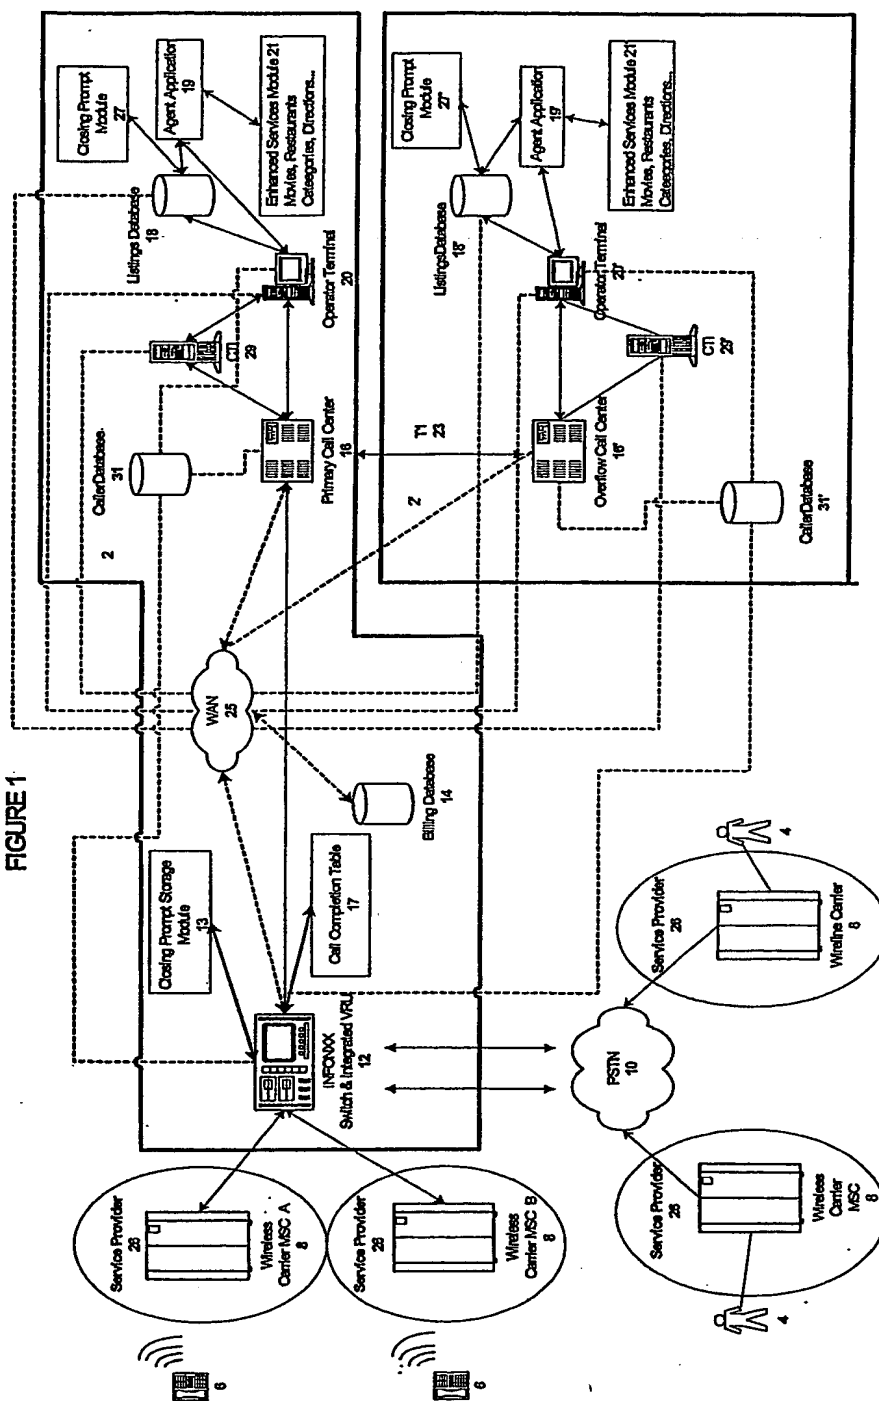 FIGURE 1
Service Provider
26
Wireless
Carrier MSC A
8
6
Service Provider
26
Wireless
Carrier MSC B
8
6
INFONXX
Switch & Integrated VRU
12
Closing Prompt Storage
Module
13
Call Completion Table
17
WAN
25
Billing Database
14
2
CallerDatabase
31
Primary Call Center
16
CTI
29
Operator Terminal
20
Listings Database
18
Closing Prompt
Module
27
Agent Application
19
Enhanced Services Module 21
Movies, Restaurants
Cateegories, Directions...
T1
23
2'
Overflow Call Center
16'
CallerDatabase
31'
CTI
29'
Operator Terminal
20'
ListingsDatabase
18'
Closing Prompt
Module
27'
Agent Application
19'
Enhanced Services Module 21'
Movies, Restaurants
Categories, Directions...
PSTN
10
Service Provider
26
Wireless
Carrier
MSC
8
4
Service Provider
26
Wireline Carrier
8
4